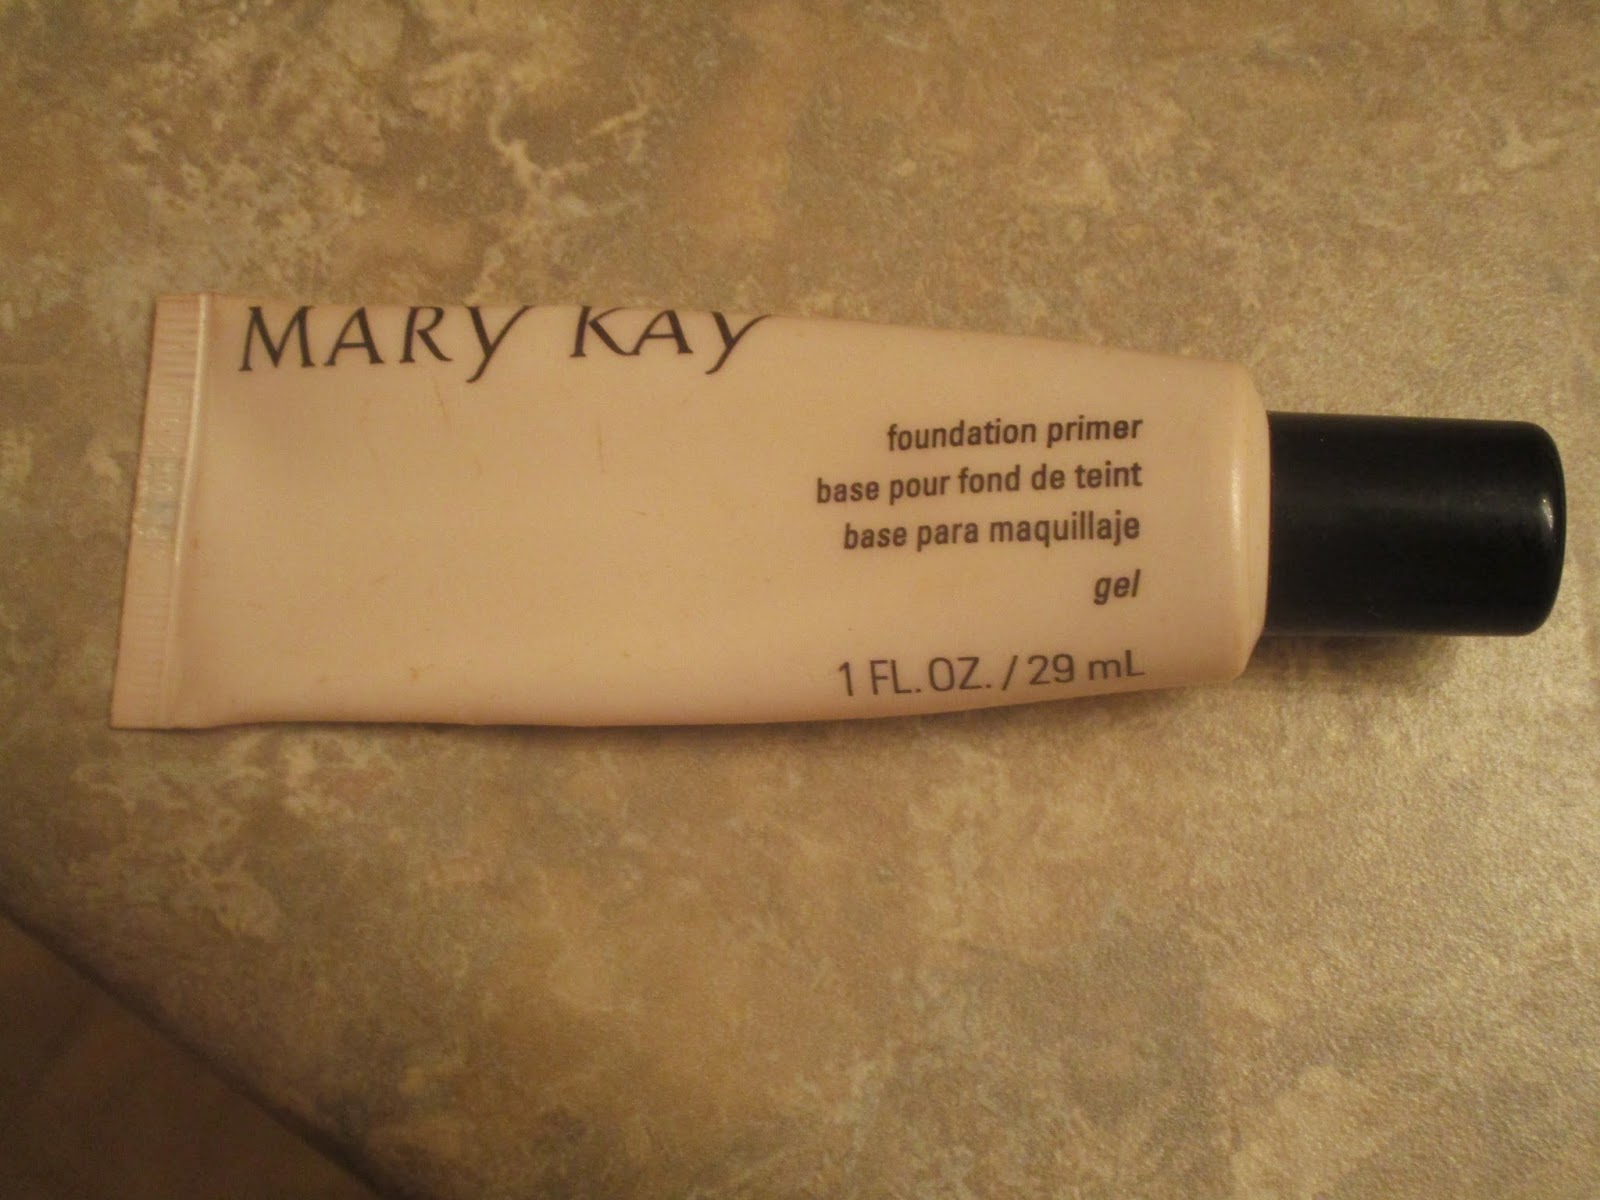 MARY KAY
foundation primer
base pour fond de teint
base para maquillaje
gel
1 FL. OZ. / 29 mL